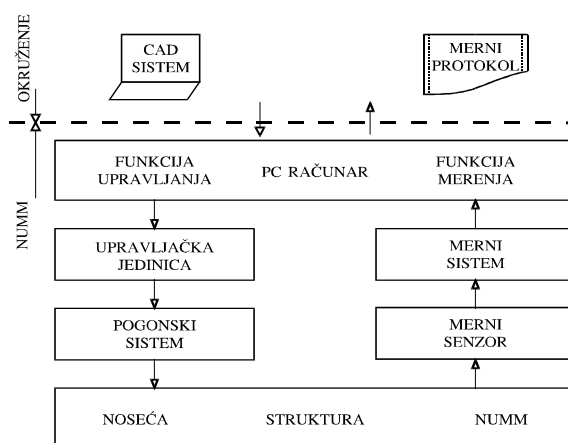 OKRUŽENJE
CAD
SISTEM
MERNI
PROTOKOL
NUMM
FUNKCIJA
UPRAVLJANJA
PC RAČUNAR
FUNKCIJA
MERENJA
UPRAVLJAČKA
JEDINICA
MERNI
SISTEM
POGONSKI
SISTEM
MERNI
SENZOR
NOSEĆA STRUKTURA NUMM